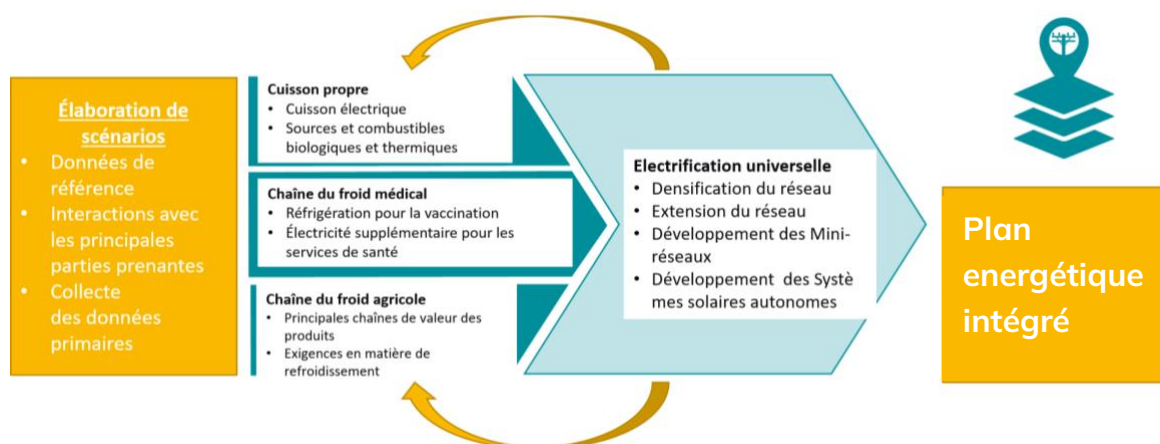 Élaboration de
scénarios
• Données de
référence
• Interactions avec
les principales
parties prenantes
• Collecte
des données
primaires
Cuisson propre
• Cuisson électrique
• Sources et combustibles
biologiques et thermiques
Chaîne du froid médical
• Réfrigération pour la vaccination
• Électricité supplémentaire pour les
services de santé
Chaîne du froid agricole
• Principales chaînes de valeur des
produits
• Exigences en matière de
refroidissement
Electrification universelle
• Densification du réseau
• Extension du réseau
• Développement des Mini-
réseaux
• Développement  des Systè
mes solaires autonomes
Plan
energétique
intégré